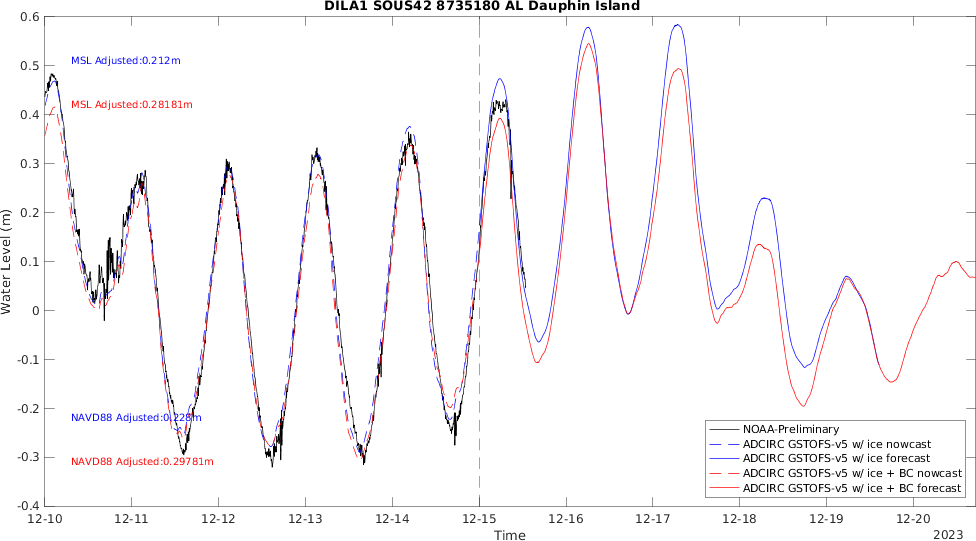 DILA1 SOUS42 8735180 AL Dauphin Island
0.6
0.5
0.4
0.3
0.2
0.1
0
-0.1
-0.2
-0.3
-0.4
Water Level (m)
MSL Adjusted:0.212m
MSL Adjusted:0.28181m
NAVD88 Adjusted:0.228m
NAVD88 Adjusted:0.29781m
NOAA-Preliminary
ADCIRC GSTOFS-v5 w/ ice nowcast
ADCIRC GSTOFS-v5 w/ ice forecast
ADCIRC GSTOFS-v5 w/ ice + BC nowcast
ADCIRC GSTOFS-v5 w/ ice + BC forecast
12-10 12-11 12-12 12-13 12-14 12-15 12-16 12-17 12-18 12-19 12-20
Time
2023